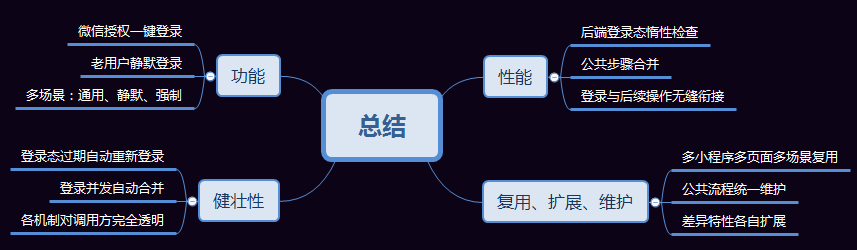 总结
功能
微信授权一键登录
老用户静默登录
多场景：通用、静默、强制
健壮性
登录态过期自动重新登录
登录并发自动合并
各机制对调用方完全透明
性能
后端登录态惰性检查
公共步骤合并
登录与后续操作无缝衔接
复用、扩展、维护
多小程序多页面多场景复用
公共流程统一维护
差异特性各自扩展